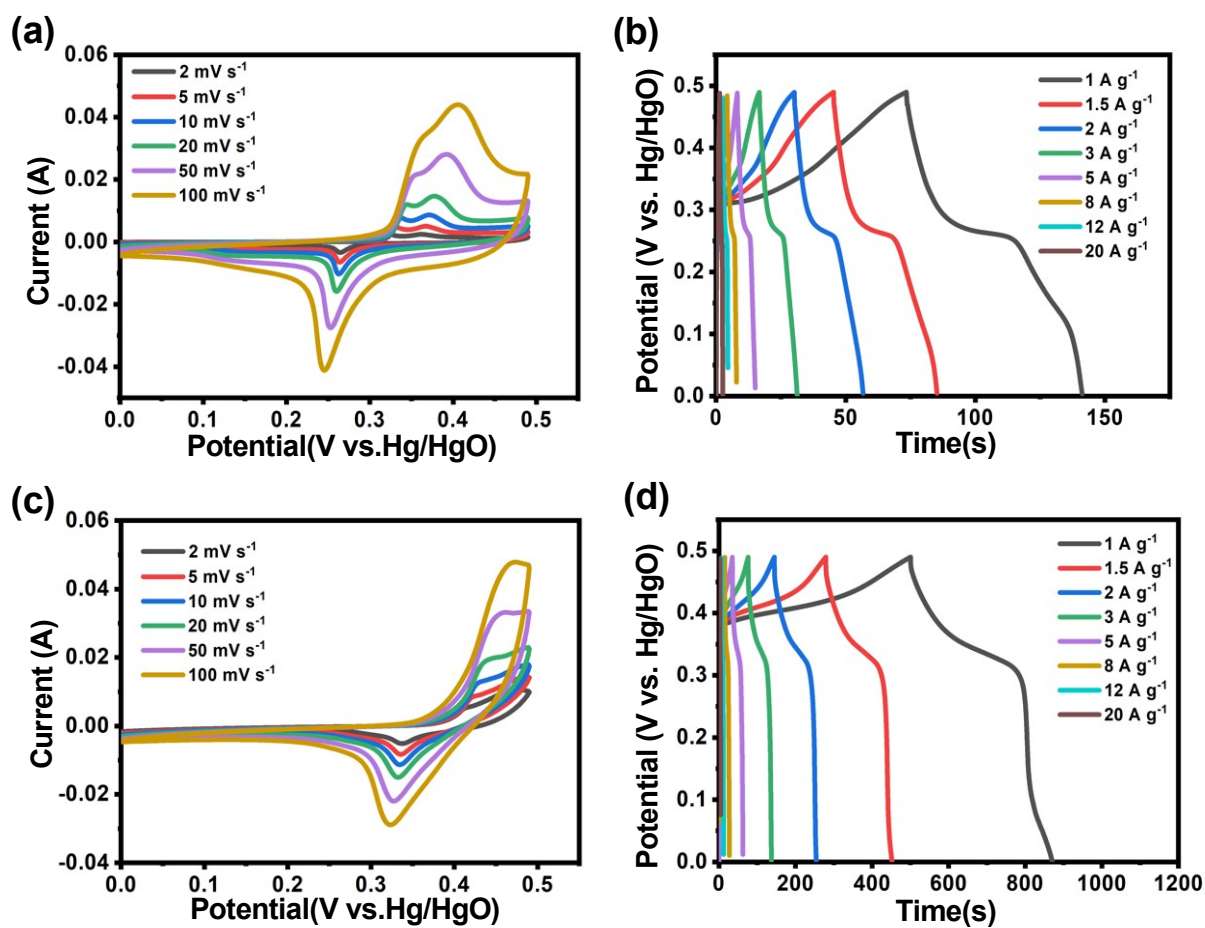 (a)
0.06
0.04
0.02
0.00
-0.02
-0.04
Current (A)
2 mV s⁻¹
5 mV s⁻¹
10 mV s⁻¹
20 mV s⁻¹
50 mV s⁻¹
100 mV s⁻¹
0.0 0.1 0.2 0.3 0.4 0.5
Potential(V vs.Hg/HgO)
(b)
0.5
0.4
0.3
0.2
0.1
0.0
Potential (V vs. Hg/HgO)
1 A g⁻¹
1.5 A g⁻¹
2 A g⁻¹
3 A g⁻¹
5 A g⁻¹
8 A g⁻¹
12 A g⁻¹
20 A g⁻¹
0 50 100 150
Time(s)
(c)
0.06
0.04
0.02
0.00
-0.02
-0.04
Current (A)
2 mV s⁻¹
5 mV s⁻¹
10 mV s⁻¹
20 mV s⁻¹
50 mV s⁻¹
100 mV s⁻¹
0.0 0.1 0.2 0.3 0.4 0.5
Potential(V vs.Hg/HgO)
(d)
0.5
0.4
0.3
0.2
0.1
0.0
Potential (V vs. Hg/HgO)
1 A g⁻¹
1.5 A g⁻¹
2 A g⁻¹
3 A g⁻¹
5 A g⁻¹
8 A g⁻¹
12 A g⁻¹
20 A g⁻¹
0 200 400 600 800 1000 1200
Time(s)